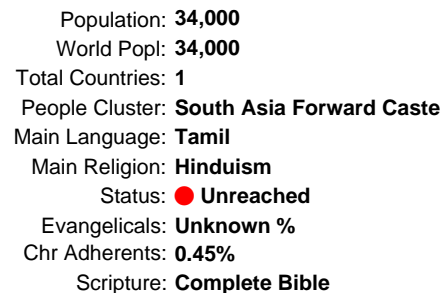 Population: 34,000
World Popl: 34,000
Total Countries: 1
People Cluster: South Asia Forward Caste
Main Language: Tamil
Main Religion: Hinduism
Status: Unreached
Evangelicals: Unknown %
Chr Adherents: 0.45%
Scripture: Complete Bible